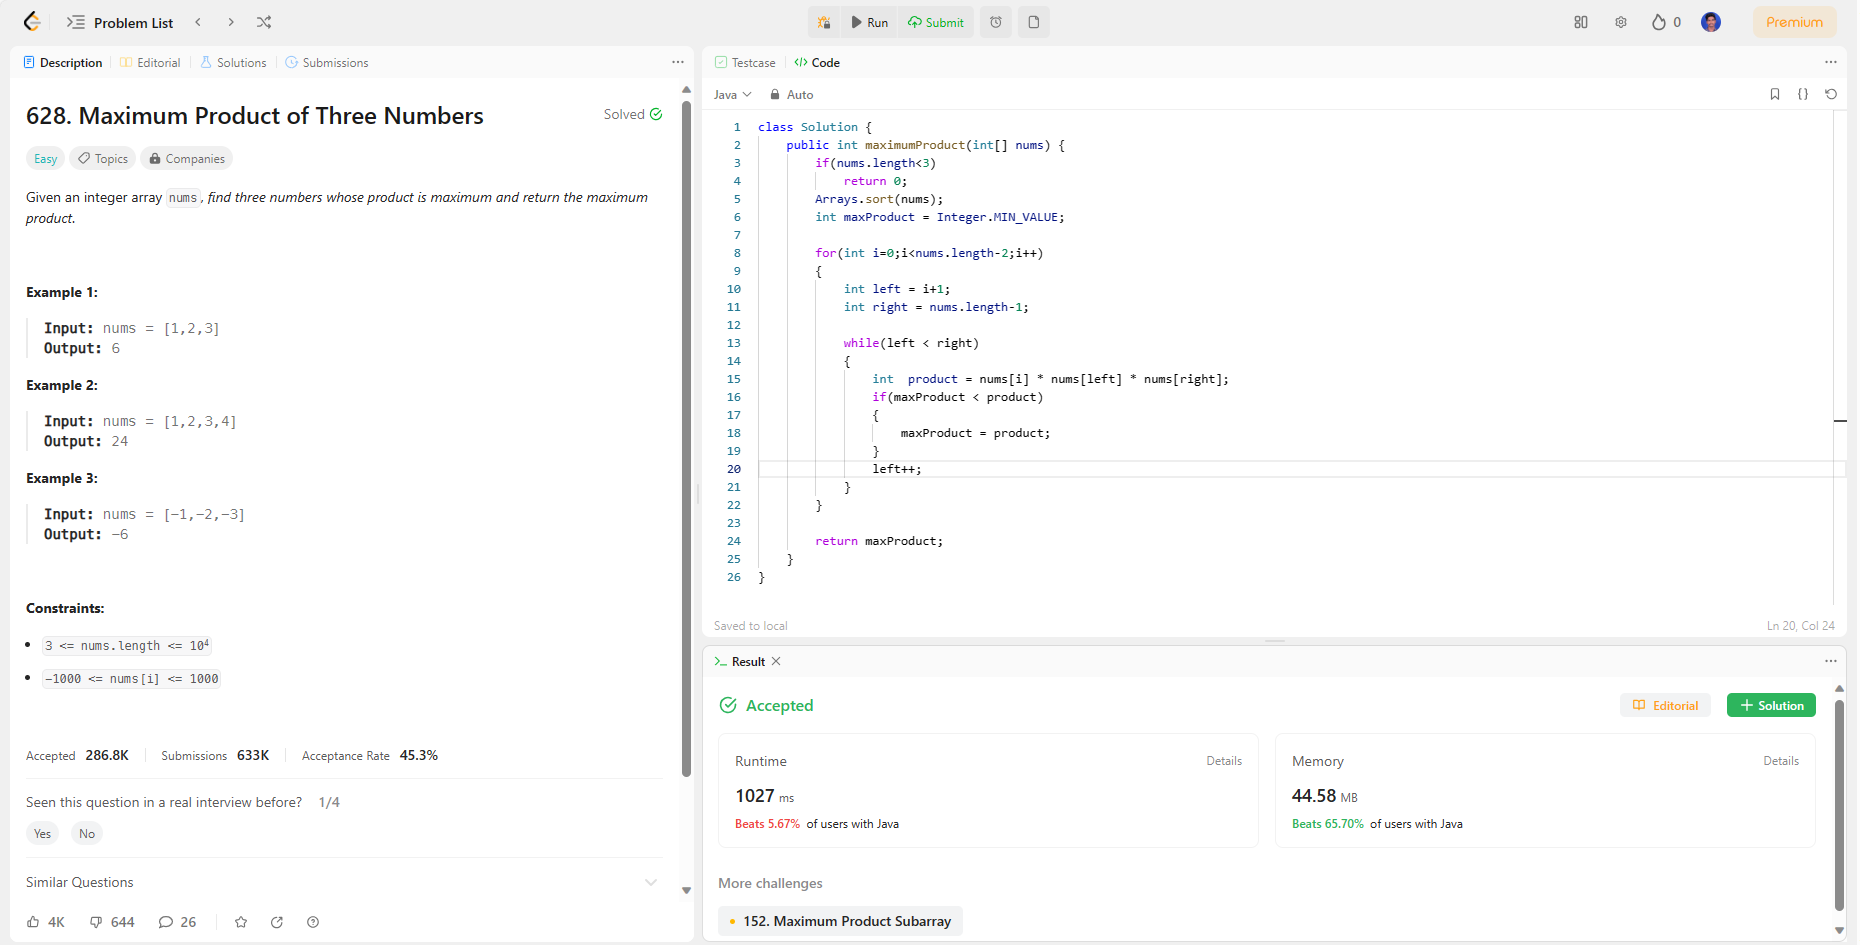 Problem List
Run
Submit
0
Premium
Description
Editorial
Solutions
Submissions
628. Maximum Product of Three Numbers
Solved
Easy
Topics
Companies
Given an integer array nums, find three numbers whose product is maximum and return the maximum
product.
Example 1:
Input: nums = [1,2,3]
Output: 6
Example 2:
Input: nums = [1,2,3,4]
Output: 24
Example 3:
Input: nums = [-1,-2,-3]
Output: -6
Constraints:
3 <= nums.length <= 10⁴
-1000 <= nums[i] <= 1000
Accepted 286.8K
Submissions 633K
Acceptance Rate 45.3%
Seen this question in a real interview before? 1/4
Yes
No
Similar Questions
4K
644
26
Testcase
Code
Java
Auto
1 class Solution {
2 public int maximumProduct(int[] nums) {
3 if(nums.length<3)
4 return 0;
5 Arrays.sort(nums);
6 int maxProduct = Integer.MIN_VALUE;
7
8 for(int i=0;i<nums.length-2;i++)
9 {
10 int left = i+1;
11 int right = nums.length-1;
12
13 while(left < right)
14 {
15 int  product = nums[i] * nums[left] * nums[right];
16 if(maxProduct < product)
17 {
18 maxProduct = product;
19 }
20 left++;
21 }
22 }
23
24 return maxProduct;
25 }
26 }
Saved to local
Ln 20, Col 24
Result
Accepted
Editorial
Solution
Runtime
Details
1027 ms
Beats 5.67% of users with Java
Memory
Details
44.58 MB
Beats 65.70% of users with Java
More challenges
152. Maximum Product Subarray